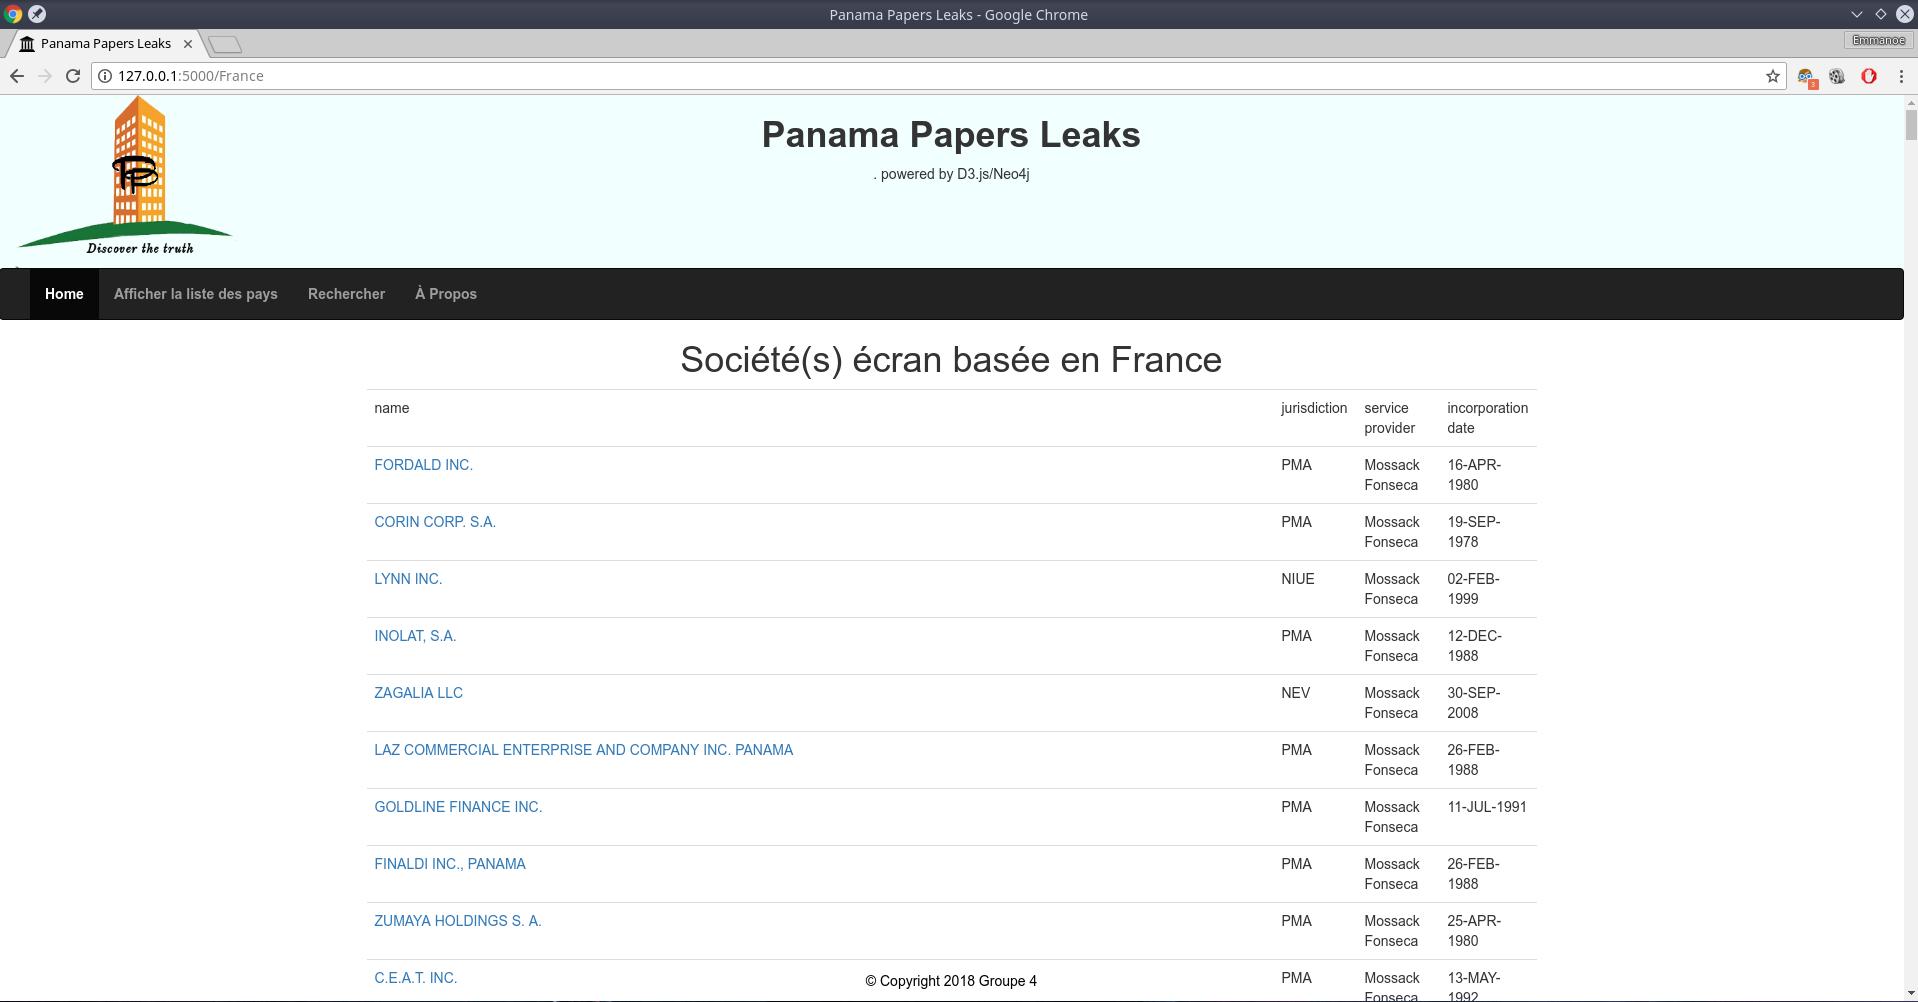 Panama Papers Leaks - Google Chrome
Panama Papers Leaks
Emmanoe
127.0.0.1:5000/France
3
PP
Discover the truth
Panama Papers Leaks
. powered by D3.js/Neo4j
Home Afficher la liste des pays Rechercher À Propos
Société(s) écran basée en France
name jurisdiction service provider incorporation date
FORDALD INC. PMA Mossack Fonseca 16-APR-1980
CORIN CORP. S.A. PMA Mossack Fonseca 19-SEP-1978
LYNN INC. NIUE Mossack Fonseca 02-FEB-1999
INOLAT, S.A. PMA Mossack Fonseca 12-DEC-1988
ZAGALIA LLC NEV Mossack Fonseca 30-SEP-2008
LAZ COMMERCIAL ENTERPRISE AND COMPANY INC. PANAMA PMA Mossack Fonseca 26-FEB-1988
GOLDLINE FINANCE INC. PMA Mossack Fonseca 11-JUL-1991
FINALDI INC., PANAMA PMA Mossack Fonseca 26-FEB-1988
ZUMAYA HOLDINGS S. A. PMA Mossack Fonseca 25-APR-1980
C.E.A.T. INC. PMA Mossack Fonseca 13-MAY-1992
© Copyright 2018 Groupe 4